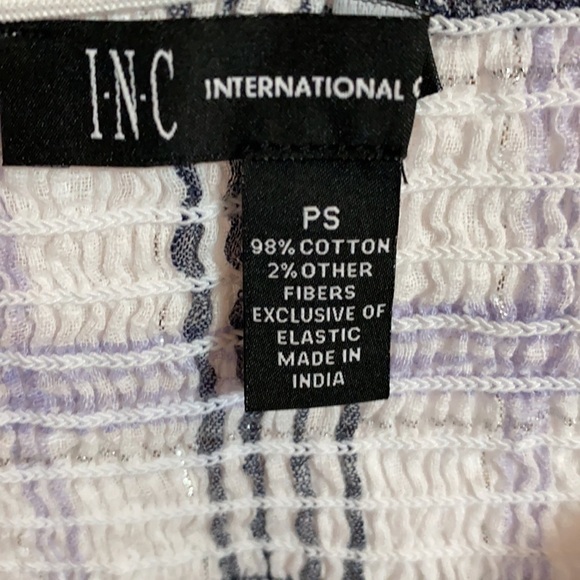 I·N·C INTERNATIONAL
PS
98% COTTON
2% OTHER
FIBERS
EXCLUSIVE OF
ELASTIC
MADE IN
INDIA